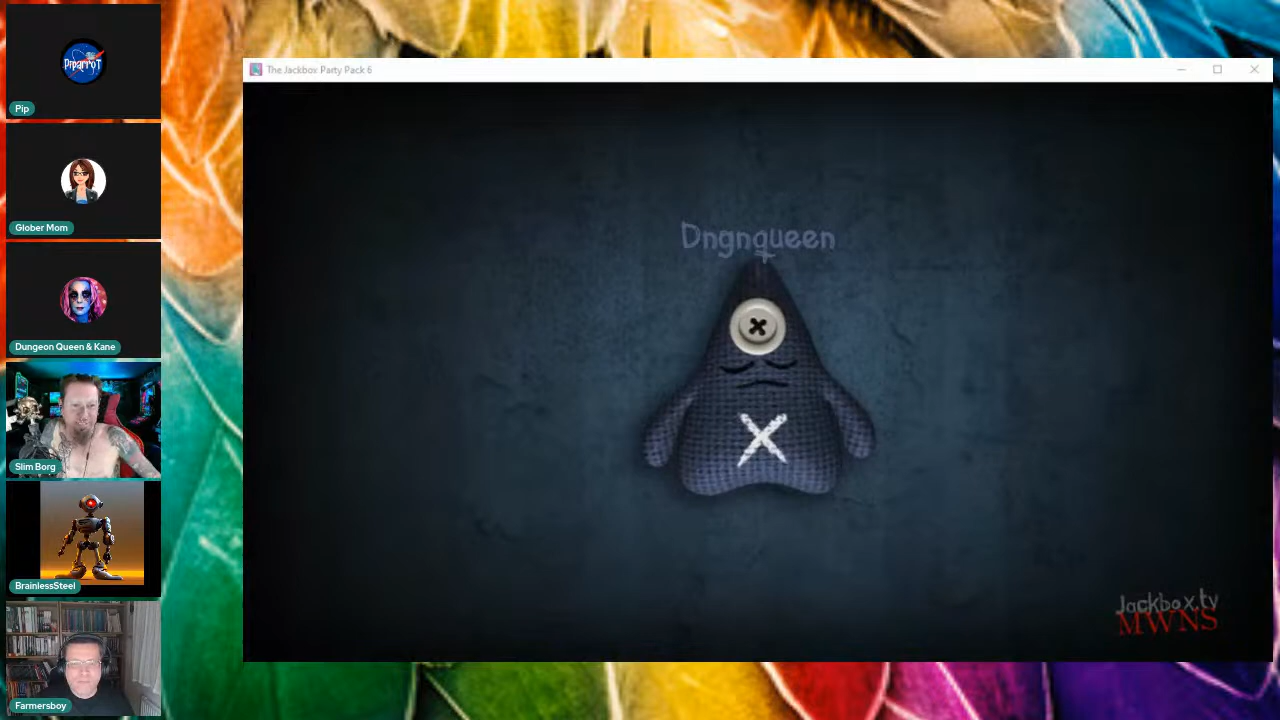 PiparroT
Pip
Glober Mom
Dungeon Queen & Kane
Slim Borg
BrainlessSteel
Farmersboy
The Jackbox Party Pack 6
Dngnqueen
Jackbox.tv
MWNS